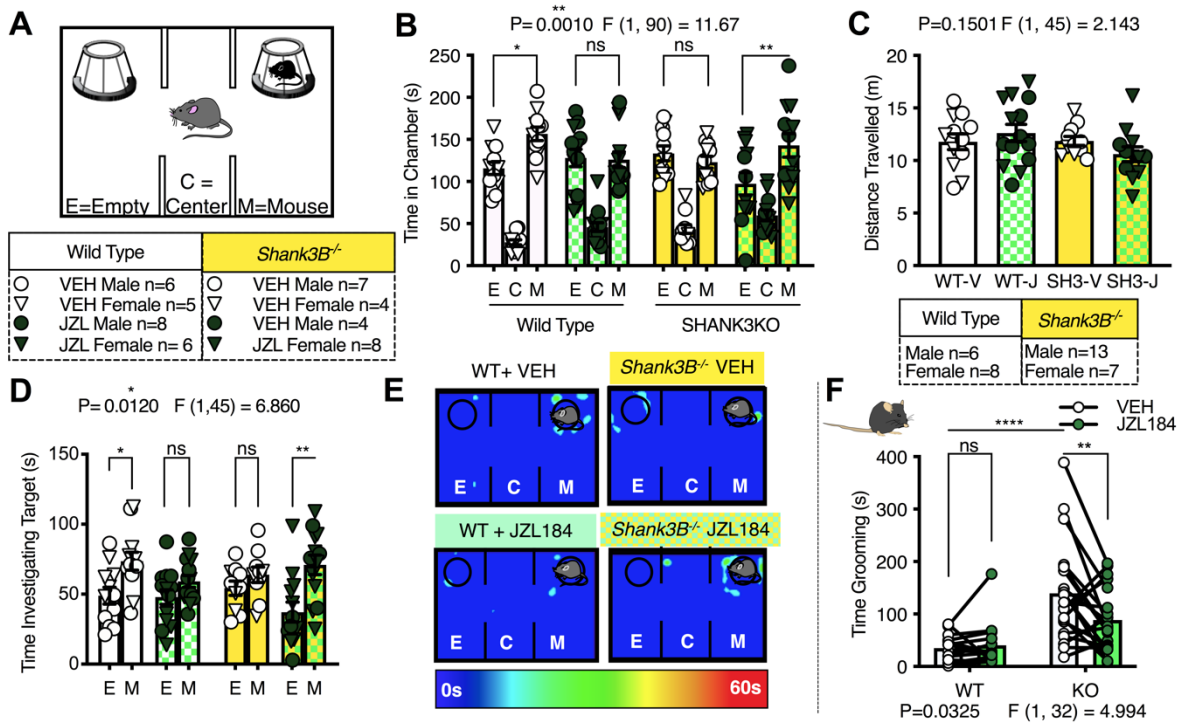 A
E=Empty
C =
Center
M=Mouse
Wild Type
Shank3B-/-
VEH Male n=6
VEH Male n=7
VEH Female n=5
VEH Female n=4
JZL Male n=8
VEH Male n=4
JZL Female n= 6
JZL Female n=8
B
**
P=0.0010 F (1, 90) = 11.67
* ns ns **
Time in Chamber (s)
250
200
150
100
50
0
E C M E C M E C M E C M
Wild Type SHANK3KO
C
P=0.1501 F (1, 45) = 2.143
Distance Travelled (m)
20
15
10
5
0
WT-V WT-J SH3-V SH3-J
Wild Type
Shank3B-/-
Male n=6
Male n=13
Female n=8
Female n=7
D
*
P=0.0120 F (1,45) = 6.860
* ns ns **
Time Investigating Target (s)
150
100
50
0
E M E M E M E M
E
WT+ VEH
Shank3B-/- VEH
E C M
E C M
WT + JZL184
Shank3B-/- JZL184
E C M
E C M
0s
60s
F
VEH
JZL184
****
ns
**
Time Grooming (s)
400
300
200
100
0
WT KO
P=0.0325 F (1, 32) = 4.994